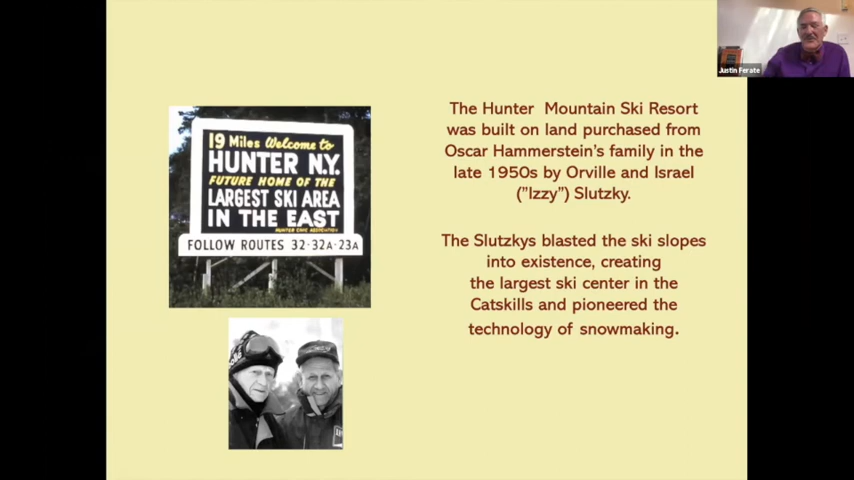 Justin Ferate
19 Miles Welcome to
HUNTER N.Y.
FUTURE HOME OF THE
LARGEST SKI AREA
IN THE EAST
HUNTER CIVIC ASSOCIATION
FOLLOW ROUTES 32-32A-23A
The Hunter Mountain Ski Resort
was built on land purchased from
Oscar Hammerstein's family in the
late 1950s by Orville and Israel
("Izzy") Slutzky.
The Slutzkys blasted the ski slopes
into existence, creating
the largest ski center in the
Catskills and pioneered the
technology of snowmaking.